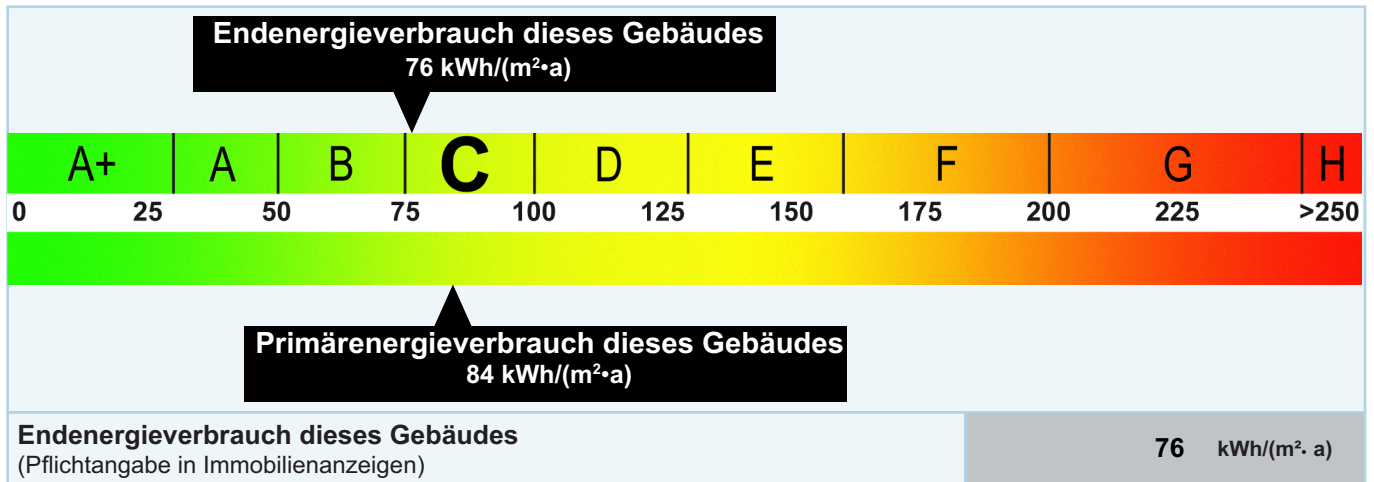 Endenergieverbrauch dieses Gebäudes
76 kWh/(m²•a)
A+ A B C D E F G H
0 25 50 75 100 125 150 175 200 225 >250
Primärenergieverbrauch dieses Gebäudes
84 kWh/(m²•a)
Endenergieverbrauch dieses Gebäudes
(Pflichtangabe in Immobilienanzeigen)
76 kWh/(m²· a)